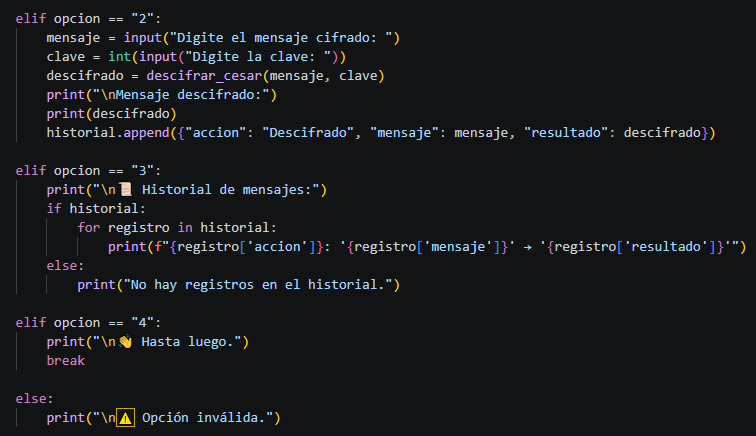 elif opcion == "2":
    mensaje = input("Digite el mensaje cifrado: ")
    clave = int(input("Digite la clave: "))
    descifrado = descifrar_cesar(mensaje, clave)
    print("\nMensaje descifrado:")
    print(descifrado)
    historial.append({"accion": "Descifrado", "mensaje": mensaje, "resultado": descifrado})

elif opcion == "3":
    print("\n📜 Historial de mensajes:")
    if historial:
        for registro in historial:
            print(f"{registro['accion']}: '{registro['mensaje']}' → '{registro['resultado']}'")
    else:
        print("No hay registros en el historial.")

elif opcion == "4":
    print("\n👋 Hasta luego.")
    break

else:
    print("\n⚠️ Opción inválida.")